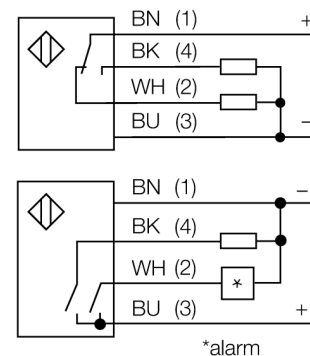 BN (1) +
BK (4)
WH (2)
BU (3) −
BN (1) −
BK (4)
WH (2)
*
BU (3) +
*alarm